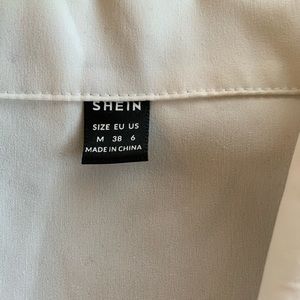 SHEIN
SIZE EU US
M 38 6
MADE IN CHINA